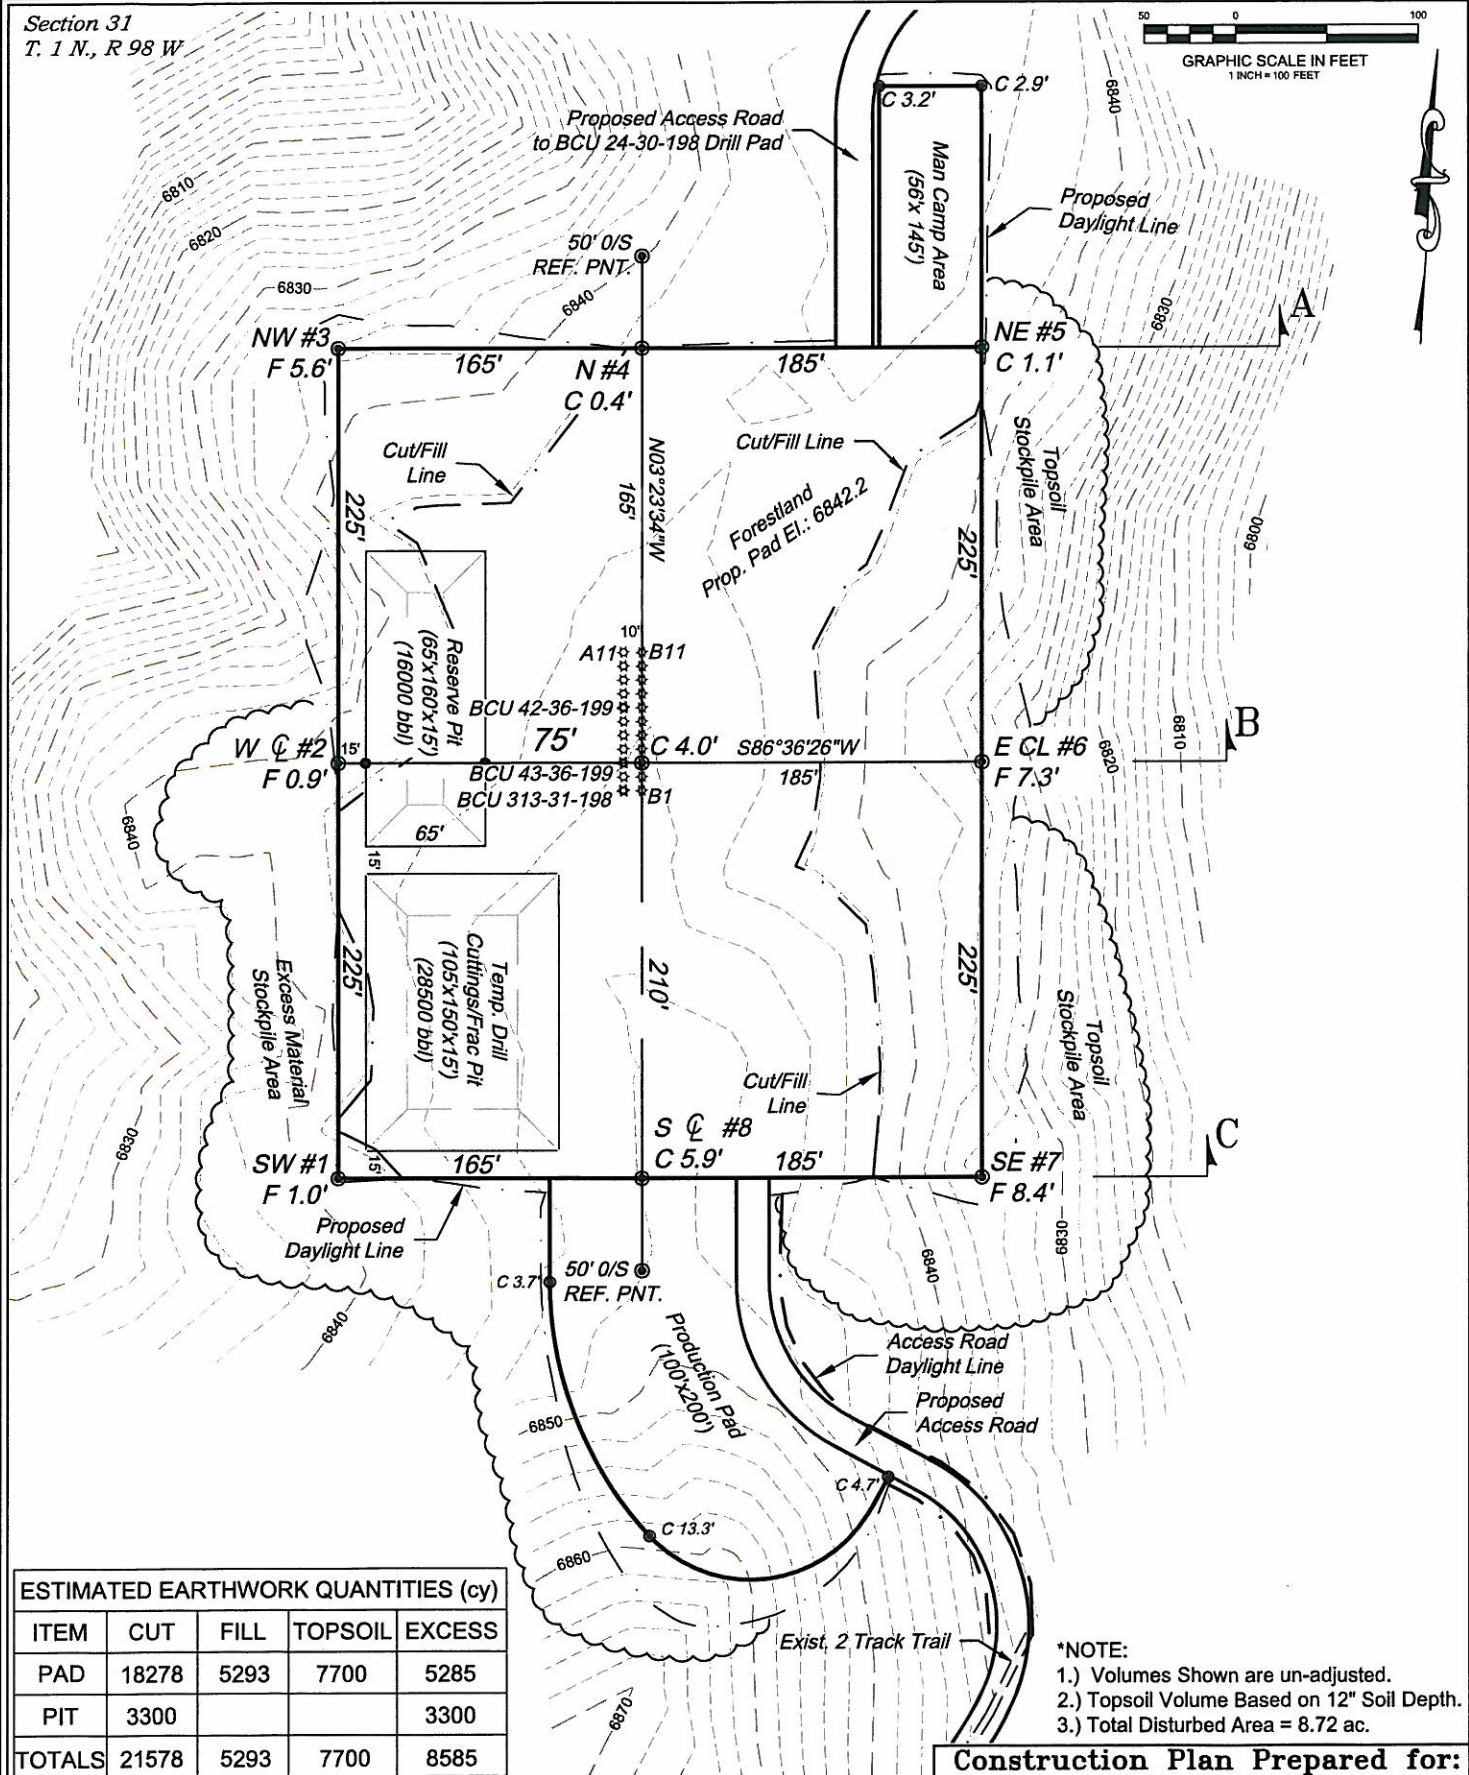 Section 31
T. 1 N., R 98 W
50 0 100
GRAPHIC SCALE IN FEET
1 INCH = 100 FEET
6840
C 3.2'
C 2.9'
Proposed Access Road
to BCU 24-30-198 Drill Pad
Man Camp Area
(56'x 145')
Proposed
Daylight Line
6810
6820
6830
6840
50' 0/S
REF. PNT.
6830
A
NW #3
F 5.6'
165'
N #4
C 0.4'
185'
NE #5
C 1.1'
Cut/Fill
Line
Cut/Fill Line
N03°23'34"W
165'
Forestland
Prop. Pad El.: 6842.2
Topsoil
Stockpile Area
225'
225'
6800
Reserve Pit
(65'x160'x15')
(16000 bbl)
10'
A11
B11
BCU 42-36-199
75'
C 4.0'
S86°36'26"W
185'
W CL #2
F 0.9'
15'
BCU 43-36-199
BCU 313-31-198
B1
E CL #6
F 7.3'
6820
6810
B
6840
65'
15'
Excess Material
Stockpile Area
225'
Temp. Drill
Cuttings/Frac Pit
(105'x150'x15')
(28500 bbl)
210'
225'
Topsoil
Stockpile Area
Cut/Fill
Line
6830
SW #1
F 1.0'
15'
165'
S CL #8
C 5.9'
185'
SE #7
F 8.4'
C
6830
Proposed
Daylight Line
6840
C 3.7'
50' 0/S
REF. PNT.
6840
Production Pad
(100'x200')
Access Road
Daylight Line
Proposed
Access Road
6850
C 4.7'
C 13.3'
6860
6870
Exist. 2 Track Trail
ESTIMATED EARTHWORK QUANTITIES (cy)
ITEM CUT FILL TOPSOIL EXCESS
PAD 18278 5293 7700 5285
PIT 3300 3300
TOTALS 21578 5293 7700 8585
*NOTE:
1.) Volumes Shown are un-adjusted.
2.) Topsoil Volume Based on 12" Soil Depth.
3.) Total Disturbed Area = 8.72 ac.
Construction Plan Prepared for: